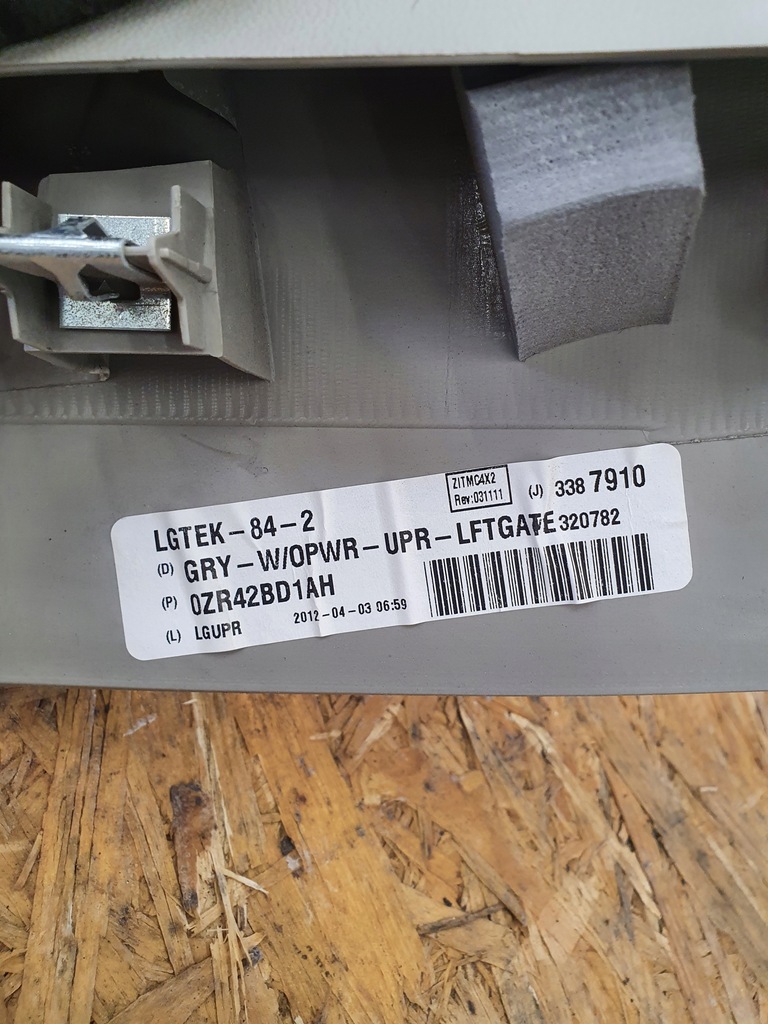 ZITMC4X2
Rev:031111
(J) 338 7910
LGTEK-84-2
(D) GRY-W/OPWR-UPR-LFTGATE 320782
(P) 0ZR42BD1AH
(L) LGUPR
2012-04-03 06:59